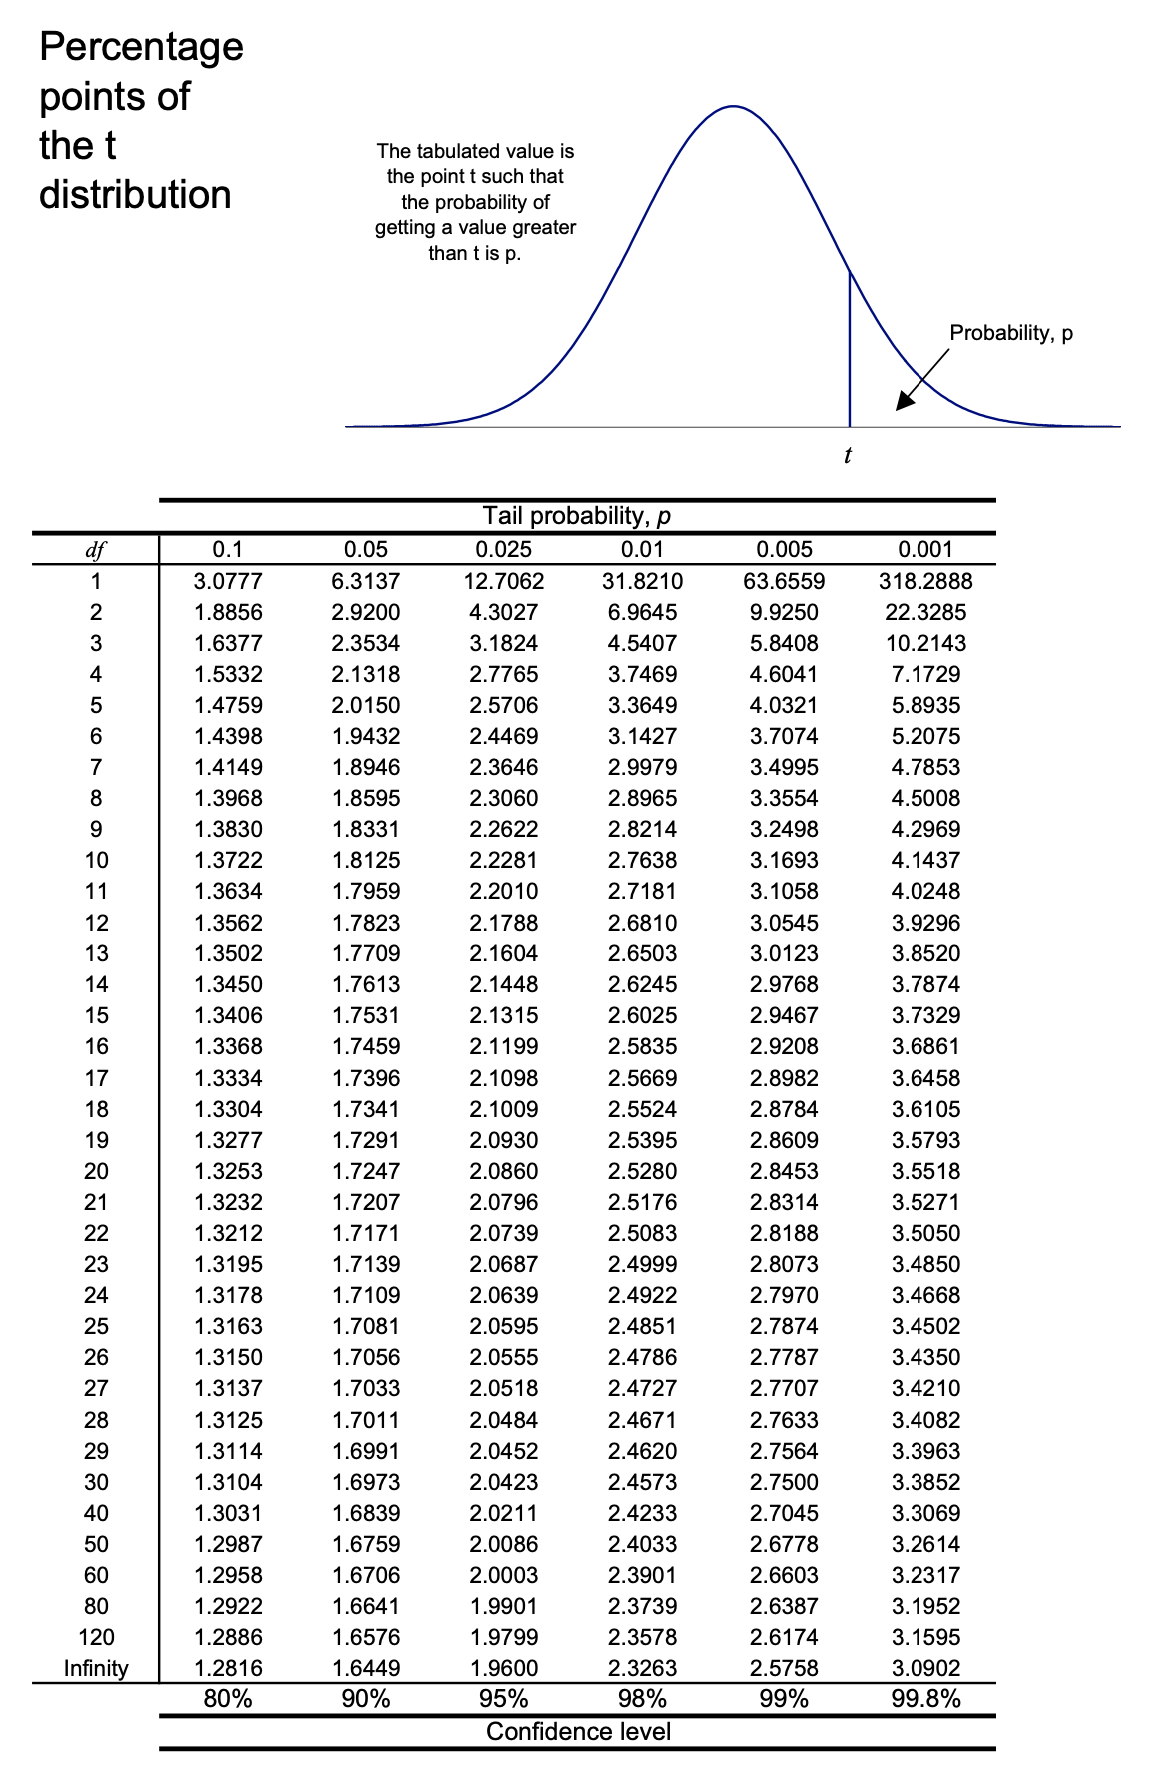 Percentage
points of
the t
distribution
The tabulated value is
the point t such that
the probability of
getting a value greater
than t is p.
Probability, p
t
Tail probability, p
df 0.1 0.05 0.025 0.01 0.005 0.001
1 3.0777 6.3137 12.7062 31.8210 63.6559 318.2888
2 1.8856 2.9200 4.3027 6.9645 9.9250 22.3285
3 1.6377 2.3534 3.1824 4.5407 5.8408 10.2143
4 1.5332 2.1318 2.7765 3.7469 4.6041 7.1729
5 1.4759 2.0150 2.5706 3.3649 4.0321 5.8935
6 1.4398 1.9432 2.4469 3.1427 3.7074 5.2075
7 1.4149 1.8946 2.3646 2.9979 3.4995 4.7853
8 1.3968 1.8595 2.3060 2.8965 3.3554 4.5008
9 1.3830 1.8331 2.2622 2.8214 3.2498 4.2969
10 1.3722 1.8125 2.2281 2.7638 3.1693 4.1437
11 1.3634 1.7959 2.2010 2.7181 3.1058 4.0248
12 1.3562 1.7823 2.1788 2.6810 3.0545 3.9296
13 1.3502 1.7709 2.1604 2.6503 3.0123 3.8520
14 1.3450 1.7613 2.1448 2.6245 2.9768 3.7874
15 1.3406 1.7531 2.1315 2.6025 2.9467 3.7329
16 1.3368 1.7459 2.1199 2.5835 2.9208 3.6861
17 1.3334 1.7396 2.1098 2.5669 2.8982 3.6458
18 1.3304 1.7341 2.1009 2.5524 2.8784 3.6105
19 1.3277 1.7291 2.0930 2.5395 2.8609 3.5793
20 1.3253 1.7247 2.0860 2.5280 2.8453 3.5518
21 1.3232 1.7207 2.0796 2.5176 2.8314 3.5271
22 1.3212 1.7171 2.0739 2.5083 2.8188 3.5050
23 1.3195 1.7139 2.0687 2.4999 2.8073 3.4850
24 1.3178 1.7109 2.0639 2.4922 2.7970 3.4668
25 1.3163 1.7081 2.0595 2.4851 2.7874 3.4502
26 1.3150 1.7056 2.0555 2.4786 2.7787 3.4350
27 1.3137 1.7033 2.0518 2.4727 2.7707 3.4210
28 1.3125 1.7011 2.0484 2.4671 2.7633 3.4082
29 1.3114 1.6991 2.0452 2.4620 2.7564 3.3963
30 1.3104 1.6973 2.0423 2.4573 2.7500 3.3852
40 1.3031 1.6839 2.0211 2.4233 2.7045 3.3069
50 1.2987 1.6759 2.0086 2.4033 2.6778 3.2614
60 1.2958 1.6706 2.0003 2.3901 2.6603 3.2317
80 1.2922 1.6641 1.9901 2.3739 2.6387 3.1952
120 1.2886 1.6576 1.9799 2.3578 2.6174 3.1595
Infinity 1.2816 1.6449 1.9600 2.3263 2.5758 3.0902
80% 90% 95% 98% 99% 99.8%
Confidence level